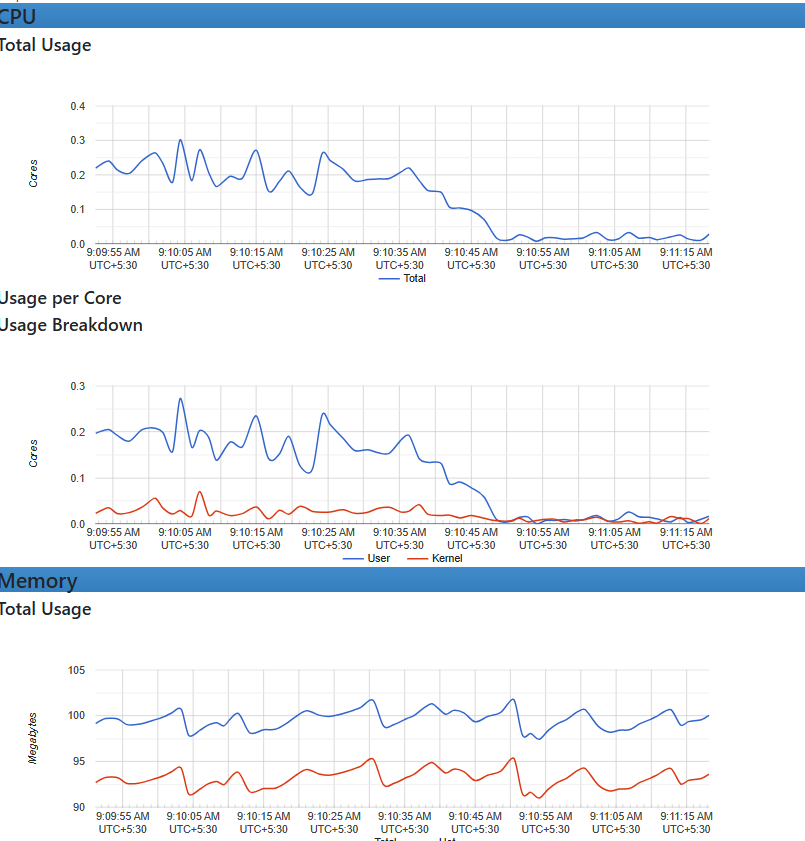 CPU
Total Usage
0.4
0.3
0.2
0.1
0.0
Cores
9:09:55 AM 9:10:05 AM 9:10:15 AM 9:10:25 AM 9:10:35 AM 9:10:45 AM 9:10:55 AM 9:11:05 AM 9:11:15 AM
UTC+5:30 UTC+5:30 UTC+5:30 UTC+5:30 UTC+5:30 UTC+5:30 UTC+5:30 UTC+5:30 UTC+5:30
Total
Usage per Core
Usage Breakdown
0.3
0.2
0.1
0.0
Cores
9:09:55 AM 9:10:05 AM 9:10:15 AM 9:10:25 AM 9:10:35 AM 9:10:45 AM 9:10:55 AM 9:11:05 AM 9:11:15 AM
UTC+5:30 UTC+5:30 UTC+5:30 UTC+5:30 UTC+5:30 UTC+5:30 UTC+5:30 UTC+5:30 UTC+5:30
User Kernel
Memory
Total Usage
105
100
95
90
Megabytes
9:09:55 AM 9:10:05 AM 9:10:15 AM 9:10:25 AM 9:10:35 AM 9:10:45 AM 9:10:55 AM 9:11:05 AM 9:11:15 AM
UTC+5:30 UTC+5:30 UTC+5:30 UTC+5:30 UTC+5:30 UTC+5:30 UTC+5:30 UTC+5:30 UTC+5:30
Total Hot